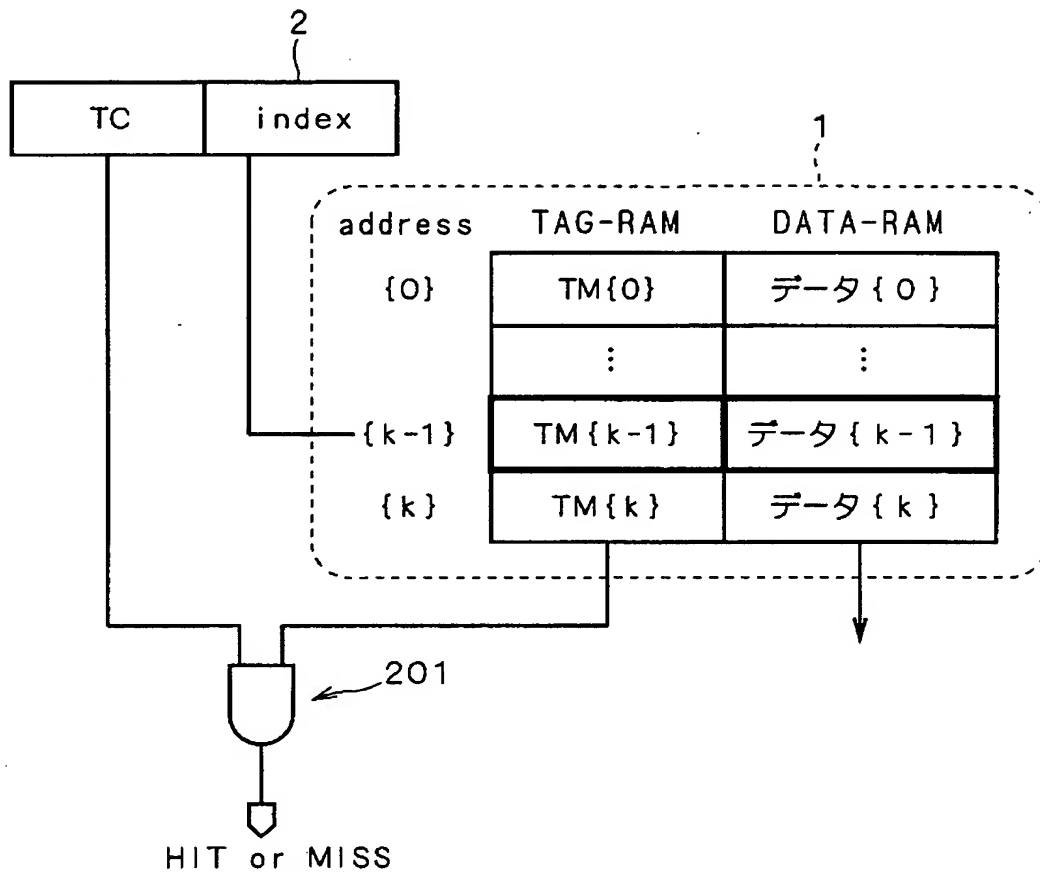 2
TC index
1
address TAG-RAM DATA-RAM
{0} TM{0} データ{0}
⋮ ⋮
{k-1} TM{k-1} データ{k-1}
{k} TM{k} データ{k}
201
HIT or MISS